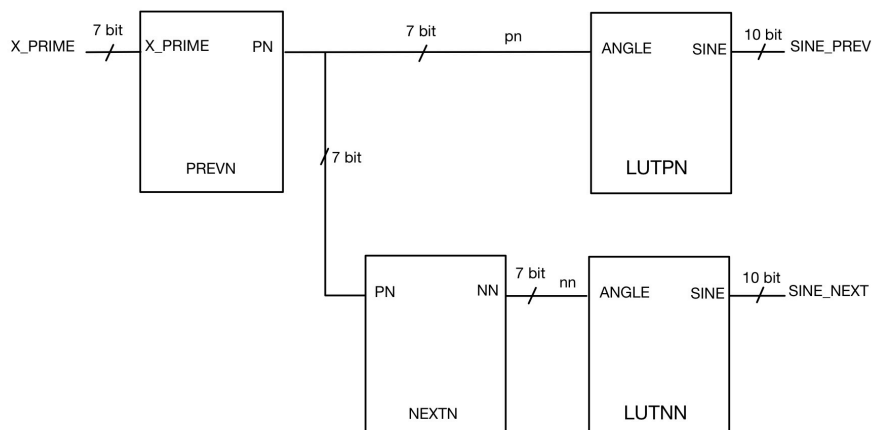 7 bit
X_PRIME
X_PRIME
PN
PREVN
7 bit
pn
ANGLE
SINE
LUTPN
10 bit
SINE_PREV
7 bit
PN
NN
NEXTN
7 bit
nn
ANGLE
SINE
LUTNN
10 bit
SINE_NEXT